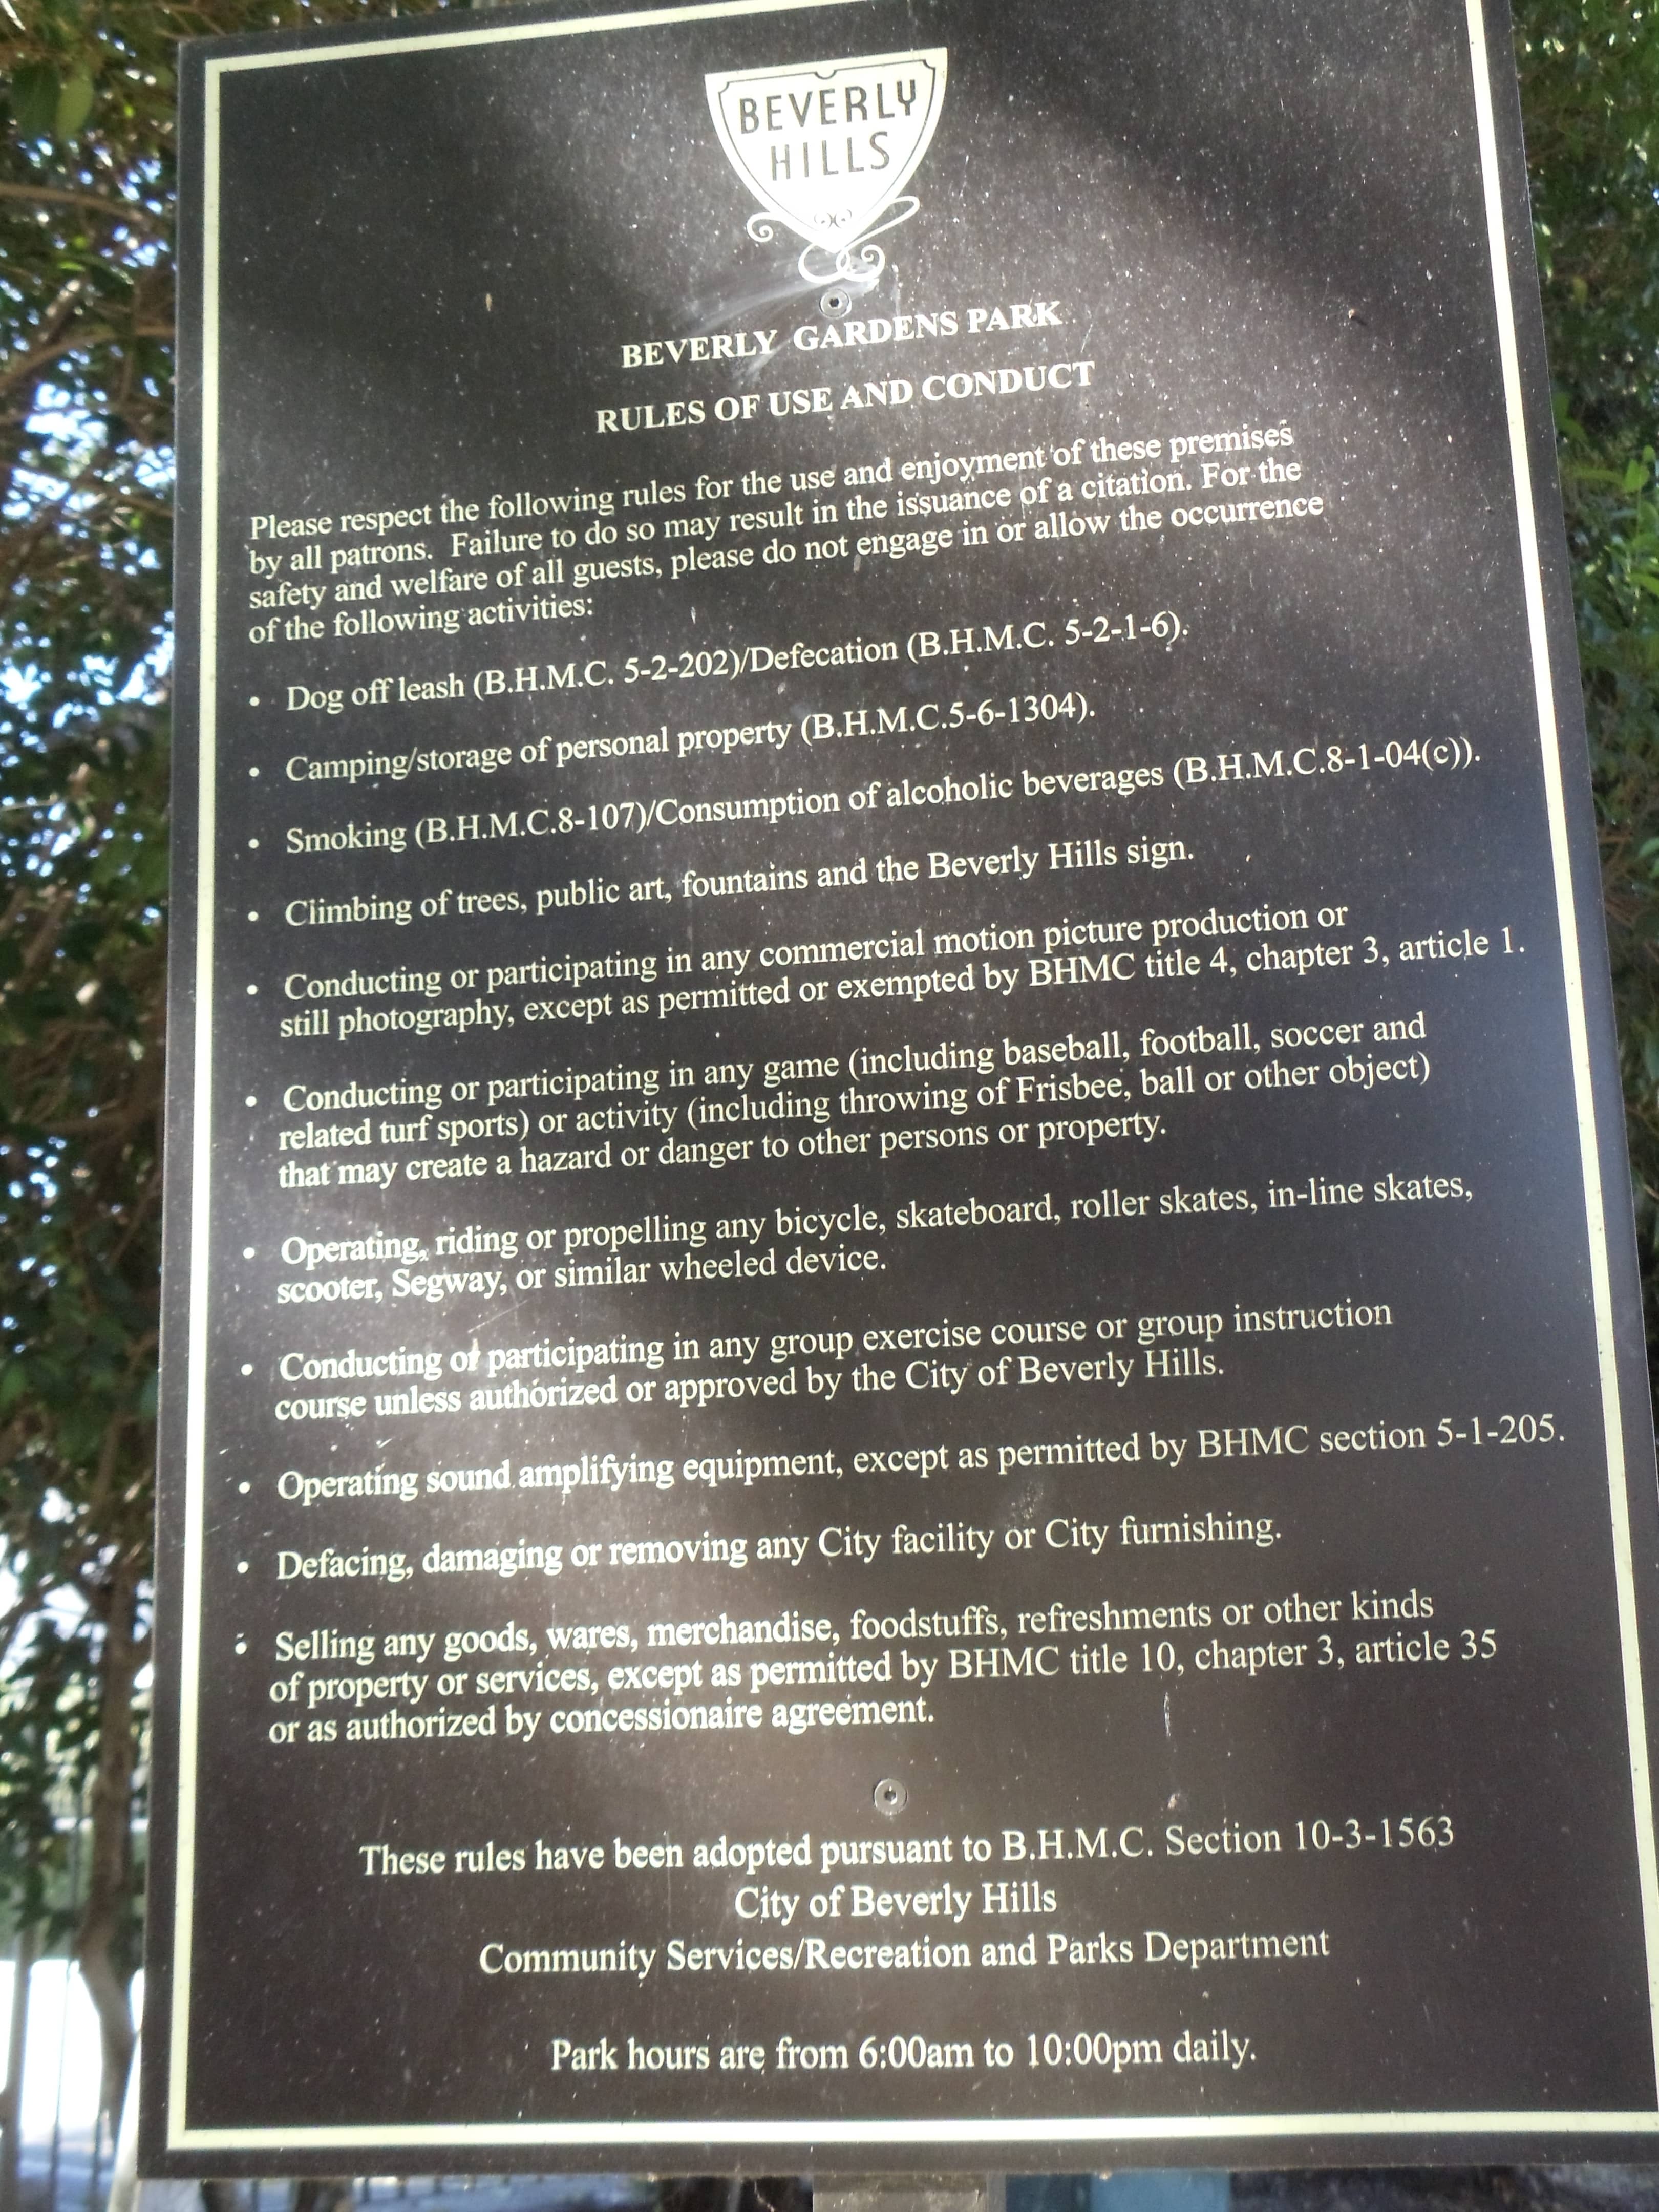 BEVERLY
HILLS
BEVERLY GARDENS PARK
RULES OF USE AND CONDUCT
Please respect the following rules for the use and enjoyment of these premises
by all patrons. Failure to do so may result in the issuance of a citation. For the
safety and welfare of all guests, please do not engage in or allow the occurrence
of the following activities:
• Dog off leash (B.H.M.C. 5-2-202)/Defecation (B.H.M.C. 5-2-1-6).
• Camping/storage of personal property (B.H.M.C.5-6-1304).
• Smoking (B.H.M.C.8-107)/Consumption of alcoholic beverages (B.H.M.C.8-1-04(c)).
• Climbing of trees, public art, fountains and the Beverly Hills sign.
• Conducting or participating in any commercial motion picture production or
still photography, except as permitted or exempted by BHMC title 4, chapter 3, article 1.
• Conducting or participating in any game (including baseball, football, soccer and
related turf sports) or activity (including throwing of Frisbee, ball or other object)
that may create a hazard or danger to other persons or property.
• Operating, riding or propelling any bicycle, skateboard, roller skates, in-line skates,
scooter, Segway, or similar wheeled device.
• Conducting or participating in any group exercise course or group instruction
course unless authorized or approved by the City of Beverly Hills.
• Operating sound amplifying equipment, except as permitted by BHMC section 5-1-205.
• Defacing, damaging or removing any City facility or City furnishing.
• Selling any goods, wares, merchandise, foodstuffs, refreshments or other kinds
of property or services, except as permitted by BHMC title 10, chapter 3, article 35
or as authorized by concessionaire agreement.
These rules have been adopted pursuant to B.H.M.C. Section 10-3-1563
City of Beverly Hills
Community Services/Recreation and Parks Department
Park hours are from 6:00am to 10:00pm daily.